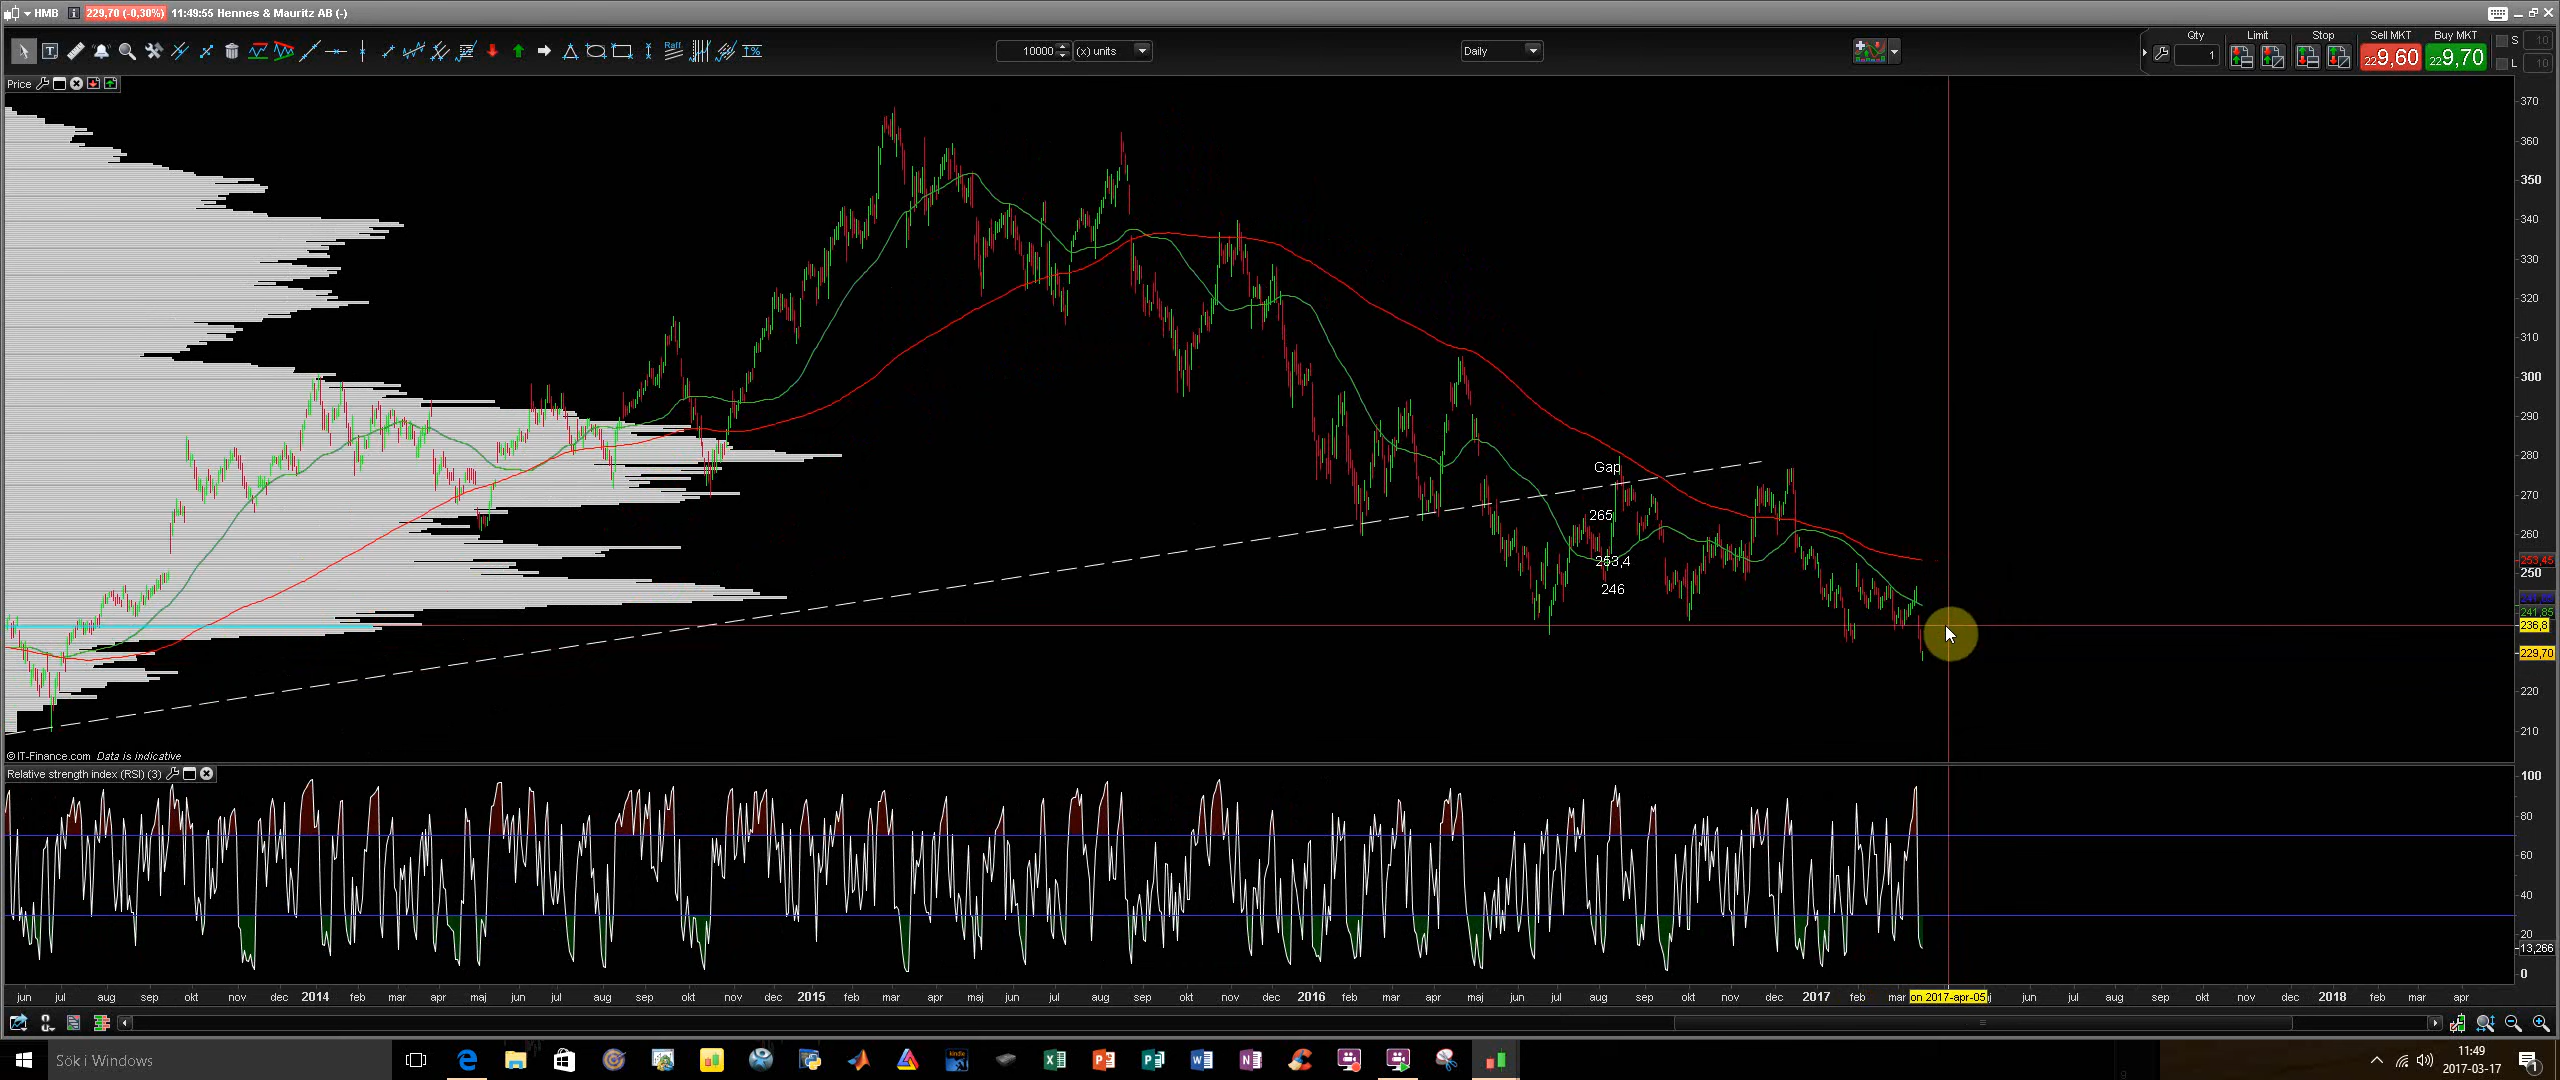 HMB 229,70 (-0,30%) 11:49:55 Hennes & Mauritz AB (-)
10000 (x) units
Daily
Qty Limit Stop Sell MKT Buy MKT S 10
1 229,60 229,70 L 10
Raff
Price
370
360
350
340
330
320
310
300
290
280
270
260
253,45
250
241,85
236,8
229,70
220
210
Gap
265
253,4
246
© IT-Finance.com Data is indicative
Relative strength index (RSI) (3)
100
80
60
40
20
13,266
0
jun jul aug sep okt nov dec 2014 feb mar apr maj jun jul aug sep okt nov dec 2015 feb mar apr maj jun jul aug sep okt nov dec 2016 feb mar apr maj jun jul aug sep okt nov dec 2017 feb mar on 2017-apr-05 jun jul aug sep okt nov dec 2018 feb mar apr
Sök i Windows
11:49
2017-03-17